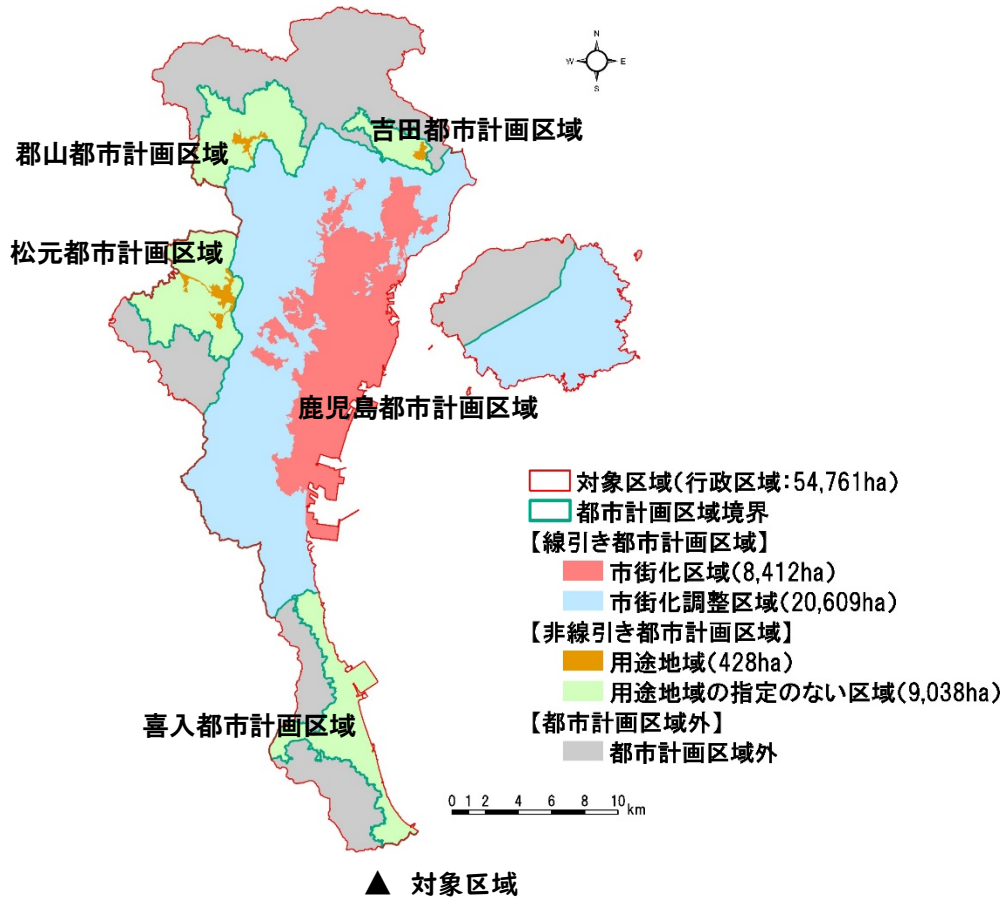 N
W E
S
吉田都市計画区域
郡山都市計画区域
松元都市計画区域
鹿児島都市計画区域
対象区域(行政区域:54,761ha)
都市計画区域境界
【線引き都市計画区域】
市街化区域(8,412ha)
市街化調整区域(20,609ha)
【非線引き都市計画区域】
用途地域(428ha)
用途地域の指定のない区域(9,038ha)
【都市計画区域外】
都市計画区域外
喜入都市計画区域
0 1 2 4 6 8 10 km
▲ 対象区域